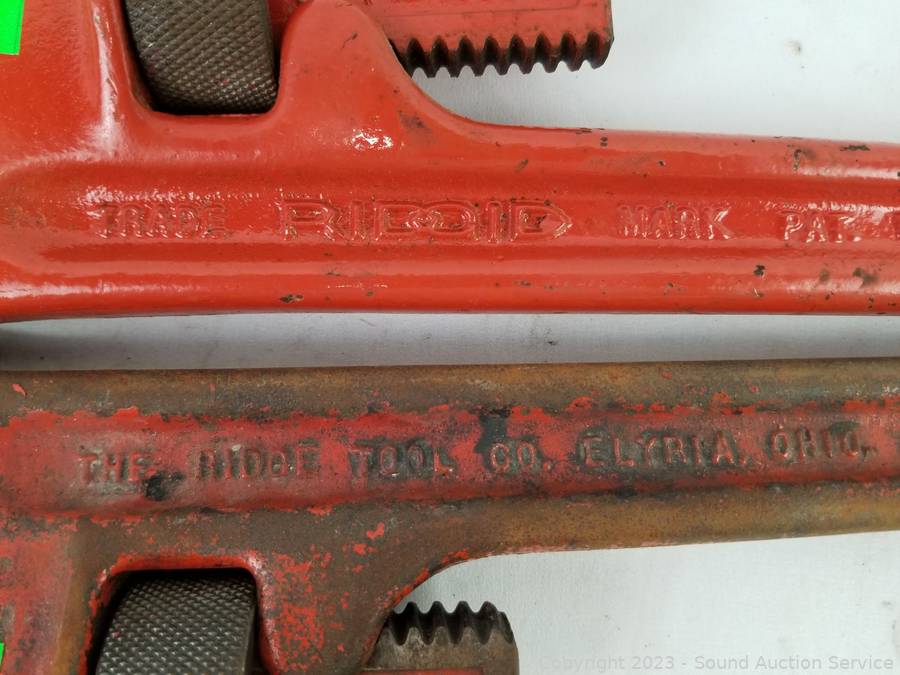 TRADE RIDGID MARK PAT.
THE RIDGE TOOL CO. ELYRIA, OHIO.
Copyright 2023 - Sound Auction Service